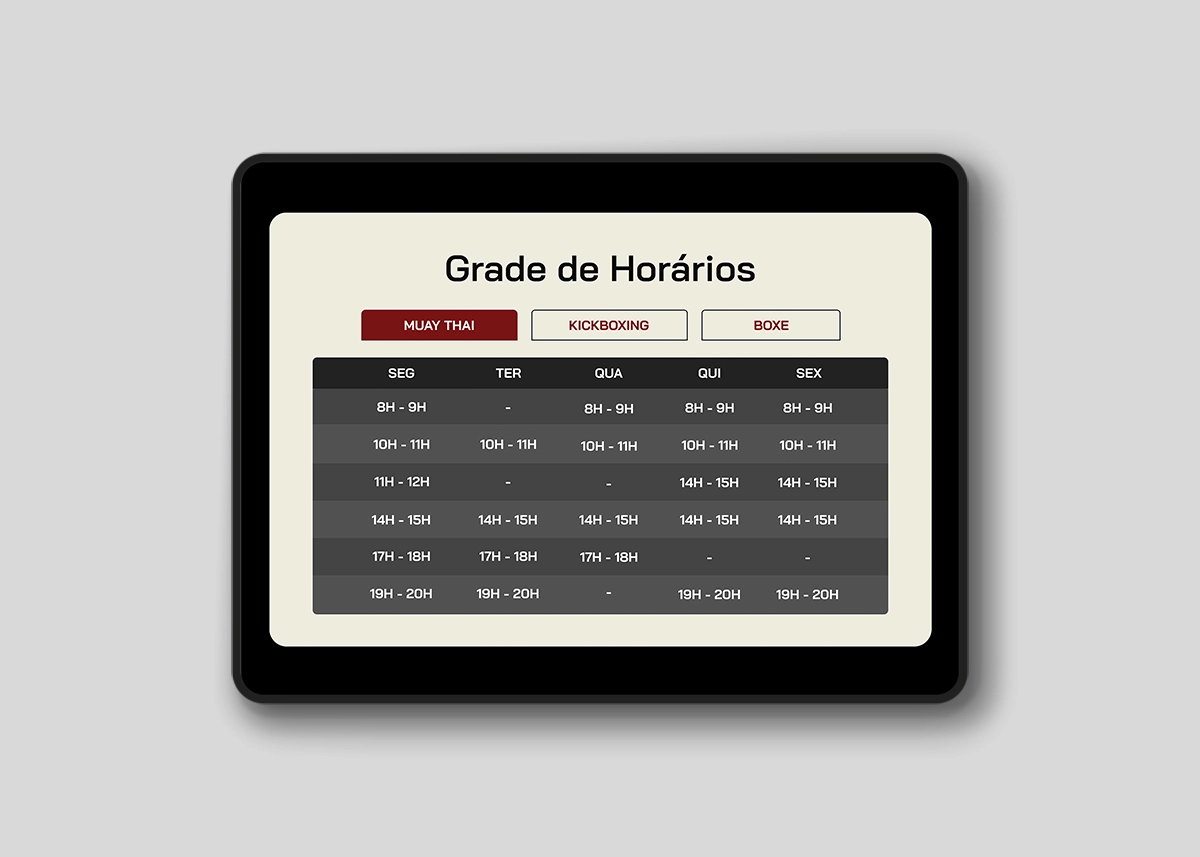 Grade de Horários
MUAY THAI KICKBOXING BOXE
SEG TER QUA QUI SEX
8H - 9H - 8H - 9H 8H - 9H 8H - 9H
10H - 11H 10H - 11H 10H - 11H 10H - 11H 10H - 11H
11H - 12H - - 14H - 15H 14H - 15H
14H - 15H 14H - 15H 14H - 15H 14H - 15H 14H - 15H
17H - 18H 17H - 18H 17H - 18H - -
19H - 20H 19H - 20H - 19H - 20H 19H - 20H